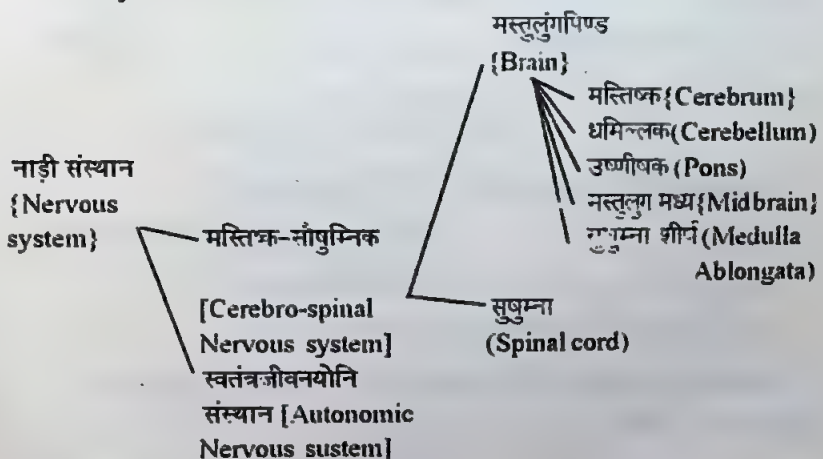 मस्तुलुंगपिण्ड
{Brain}
मस्तिष्क{Cerebrum}
धमिल्लक(Cerebellum)
उष्णीषक (Pons)
मस्तुलुग मध्य{Midbrain}
सुषुम्ना शीर्ष(Medulla
Ablongata)
नाड़ी संस्थान
{Nervous
system}
मस्तिष्क-सौषुम्निक
[Cerebro-spinal
Nervous system]
सुषुम्ना
(Spinal cord)
स्वतंत्रजीवनयोनि
संस्थान [Autonomic
Nervous sustem]